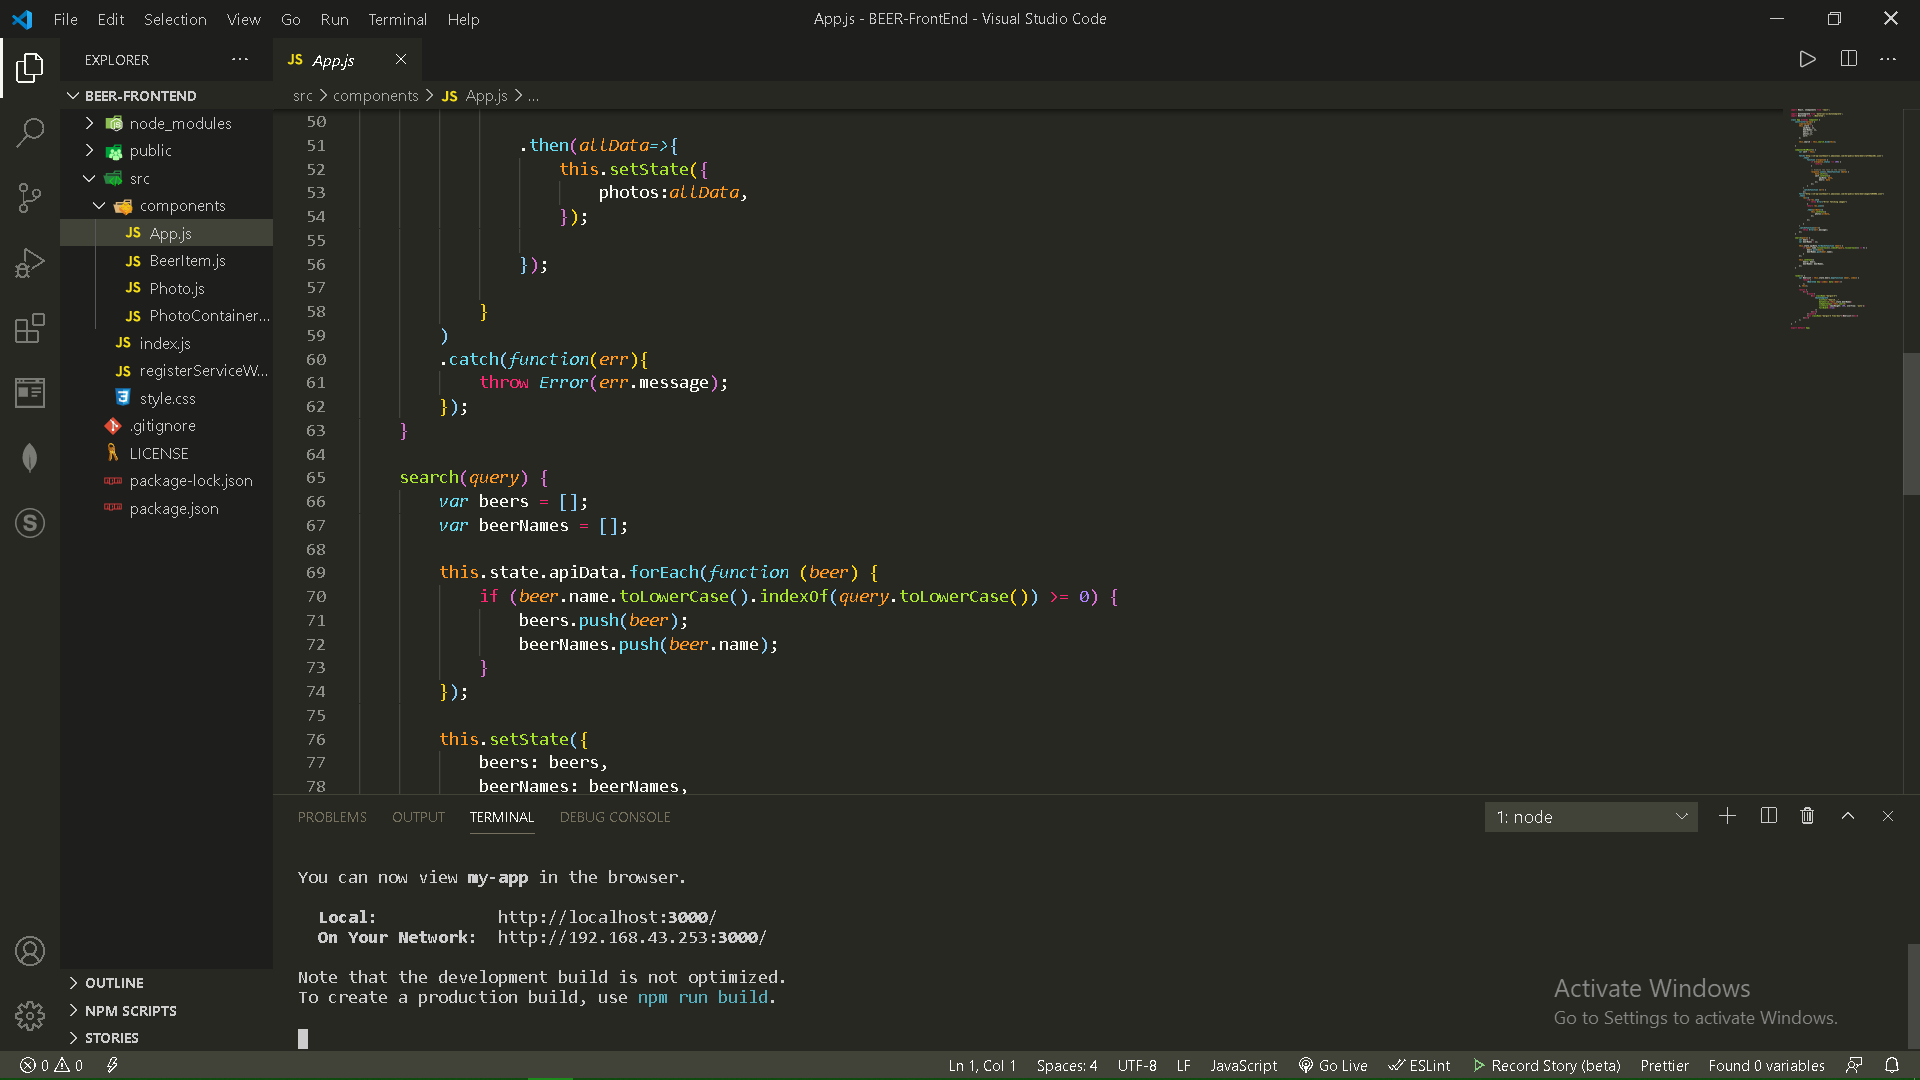 File Edit Selection View Go Run Terminal Help
App.js - BEER-FrontEnd - Visual Studio Code
EXPLORER
BEER-FRONTEND
node_modules
public
src
components
JS App.js
JS BeerItem.js
JS Photo.js
JS PhotoContainer...
JS index.js
JS registerServiceW...
style.css
.gitignore
LICENSE
package-lock.json
package.json
OUTLINE
NPM SCRIPTS
STORIES
JS App.js
src > components > JS App.js > ...
50
51 .then(allData=>{
52 this.setState({
53 photos:allData,
54 });
55
56 });
57
58 }
59 )
60 .catch(function(err){
61 throw Error(err.message);
62 });
63 }
64
65 search(query) {
66 var beers = [];
67 var beerNames = [];
68
69 this.state.apiData.forEach(function (beer) {
70 if (beer.name.toLowerCase().indexOf(query.toLowerCase()) >= 0) {
71 beers.push(beer);
72 beerNames.push(beer.name);
73 }
74 });
75
76 this.setState({
77 beers: beers,
78 beerNames: beerNames,
PROBLEMS OUTPUT TERMINAL DEBUG CONSOLE
1: node
You can now view my-app in the browser.
Local: http://localhost:3000/
On Your Network: http://192.168.43.253:3000/
Note that the development build is not optimized.
To create a production build, use npm run build.
Activate Windows
Go to Settings to activate Windows.
0 0
Ln 1, Col 1 Spaces: 4 UTF-8 LF JavaScript Go Live ESLint Record Story (beta) Prettier Found 0 variables